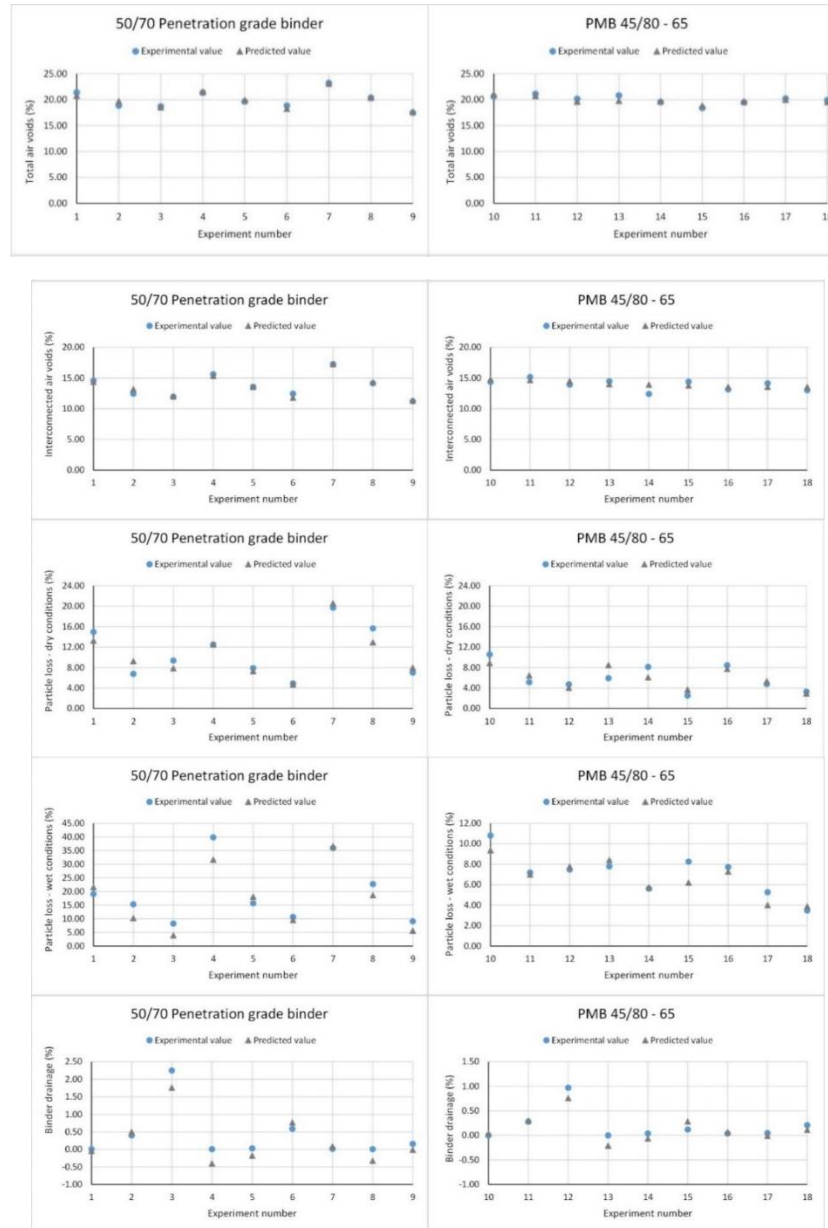 50/70 Penetration grade binder
Experimental value Predicted value
Total air voids (%)
25.00
20.00
15.00
10.00
5.00
0.00
1 2 3 4 5 6 7 8 9
Experiment number
PMB 45/80 - 65
Experimental value Predicted value
Total air voids (%)
25.00
20.00
15.00
10.00
5.00
0.00
10 11 12 13 14 15 16 17 18
Experiment number
50/70 Penetration grade binder
Experimental value Predicted value
Interconnected air voids (%)
20.00
15.00
10.00
5.00
0.00
1 2 3 4 5 6 7 8 9
Experiment number
PMB 45/80 - 65
Experimental value Predicted value
Interconnected air voids (%)
20.00
15.00
10.00
5.00
0.00
10 11 12 13 14 15 16 17 18
Experiment number
50/70 Penetration grade binder
Experimental value Predicted value
Particle loss - dry conditions (%)
24.00
20.00
16.00
12.00
8.00
4.00
0.00
1 2 3 4 5 6 7 8 9
Experiment number
PMB 45/80 - 65
Experimental value Predicted value
Particle loss - dry conditions (%)
24.00
20.00
16.00
12.00
8.00
4.00
0.00
10 11 12 13 14 15 16 17 18
Experiment number
50/70 Penetration grade binder
Experimental value Predicted value
Particle loss - wet conditions (%)
45.00
40.00
35.00
30.00
25.00
20.00
15.00
10.00
5.00
0.00
1 2 3 4 5 6 7 8 9
Experiment number
PMB 45/80 - 65
Experimental value Predicted value
Particle loss - wet conditions (%)
12.00
10.00
8.00
6.00
4.00
2.00
0.00
10 11 12 13 14 15 16 17 18
Experiment number
50/70 Penetration grade binder
Experimental value Predicted value
Binder drainage (%)
2.50
2.00
1.50
1.00
0.50
0.00
-0.50
-1.00
1 2 3 4 5 6 7 8 9
Experiment number
PMB 45/80 - 65
Experimental value Predicted value
Binder drainage (%)
1.50
1.00
0.50
0.00
-0.50
-1.00
10 11 12 13 14 15 16 17 18
Experiment number